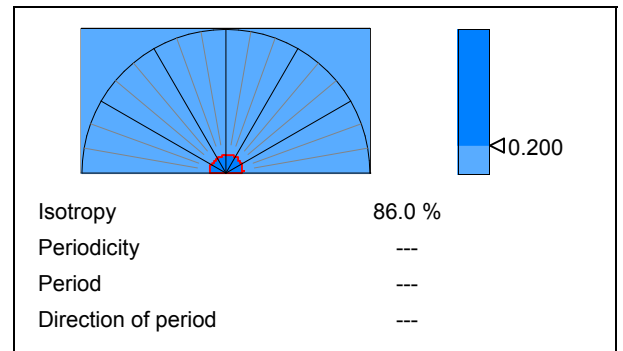 0.200
Isotropy 86.0 %
Periodicity ---
Period ---
Direction of period ---